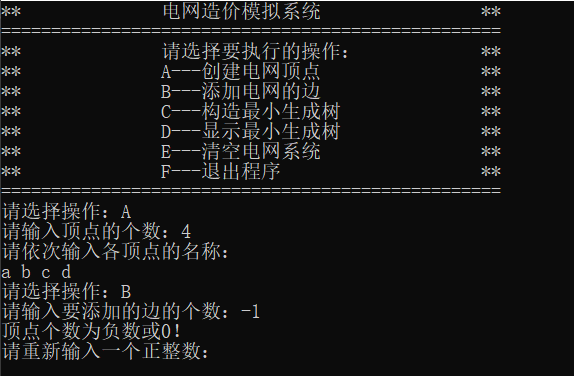 ** 电网造价模拟系统 **
==================================================
** 请选择要执行的操作: **
** A---创建电网顶点 **
** B---添加电网的边 **
** C---构造最小生成树 **
** D---显示最小生成树 **
** E---清空电网系统 **
** F---退出程序 **
==================================================
请选择操作: A
请输入顶点的个数: 4
请依次输入各顶点的名称:
a b c d
请选择操作: B
请输入要添加的边的个数: -1
顶点个数为负数或0!
请重新输入一个正整数: